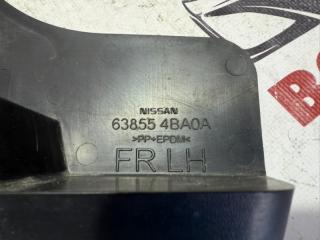 NISSAN
63855 4BA0A
>PP+EPDM<
FR LH